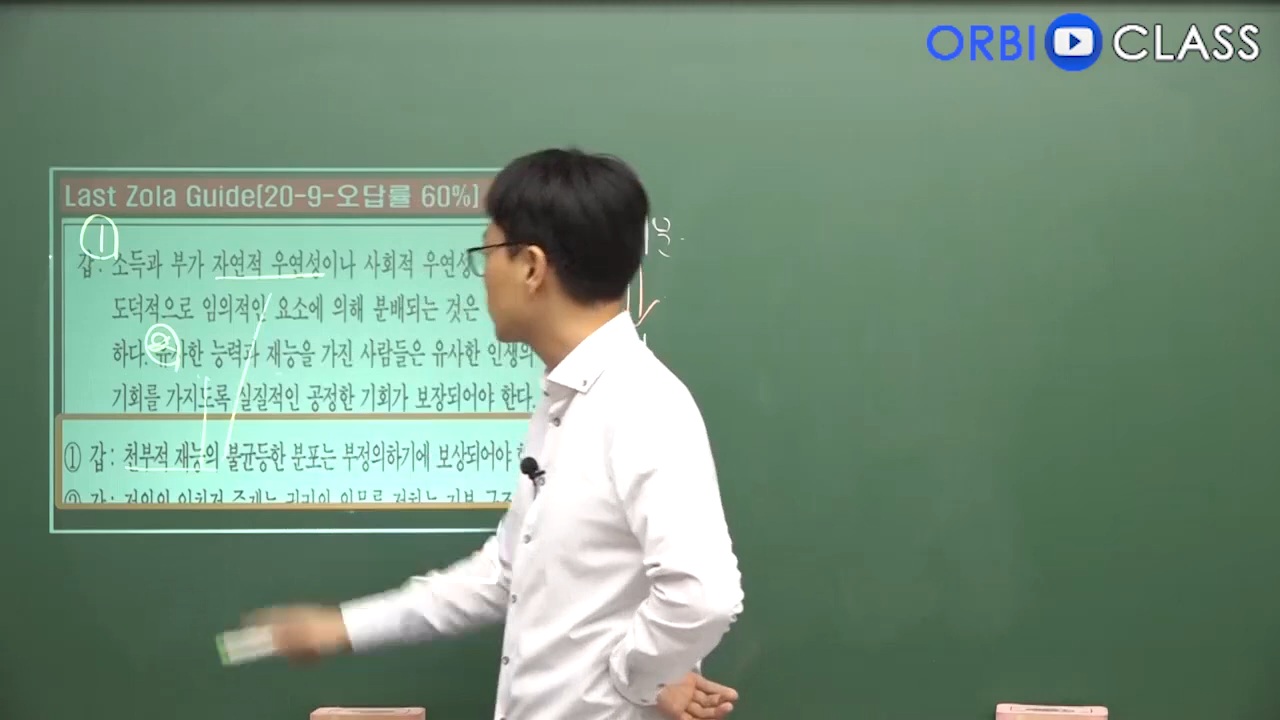 ORBI CLASS
Last Zola Guide[20-9-오답률 60%]
①
갑: 소득과 부가 자연적 우연성이나 사회적 우연성
도덕적으로 임의적인 요소에 의해 분배되는 것은
하다. 유사한 능력과 재능을 가진 사람들은 유사한 인생의
기회를 가지도록 실질적인 공정한 기회가 보장되어야 한다.
① 갑: 천부적 재능의 불균등한 분포는 부정의하기에 보상되어야
② 갑: